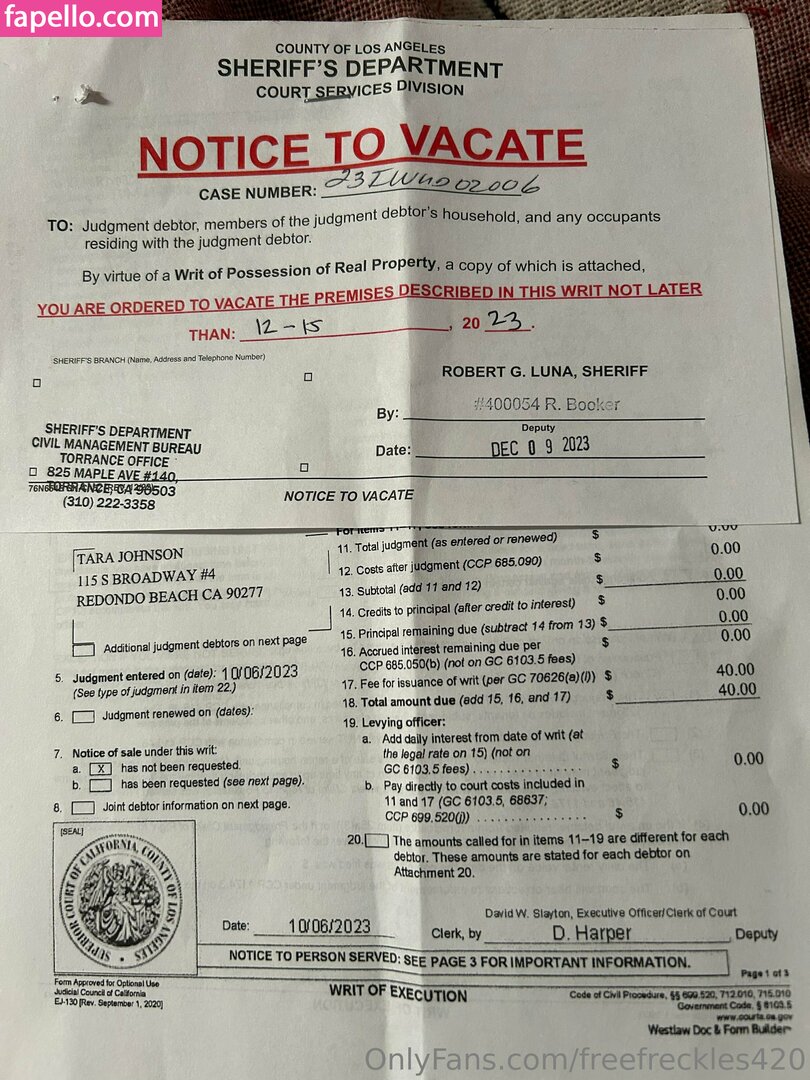 fapello.com
COUNTY OF LOS ANGELES
SHERIFF'S DEPARTMENT
COURT SERVICES DIVISION
NOTICE TO VACATE
CASE NUMBER: 23IWUD02006
TO: Judgment debtor, members of the judgment debtor's household, and any occupants
residing with the judgment debtor.
By virtue of a Writ of Possession of Real Property, a copy of which is attached,
YOU ARE ORDERED TO VACATE THE PREMISES DESCRIBED IN THIS WRIT NOT LATER
THAN: 12-15, 20 23.
SHERIFF'S BRANCH (Name, Address and Telephone Number)
ROBERT G. LUNA, SHERIFF
By: #400054 R. Booker
Deputy
Date: DEC 09 2023
SHERIFF'S DEPARTMENT
CIVIL MANAGEMENT BUREAU
TORRANCE OFFICE
825 MAPLE AVE #140,
TORRANCE, CA 90503
(310) 222-3358
NOTICE TO VACATE
TARA JOHNSON
115 S BROADWAY #4
REDONDO BEACH CA 90277
Additional judgment debtors on next page
5. Judgment entered on (date): 10/06/2023
(See type of judgment in item 22.)
6. Judgment renewed on (dates):
7. Notice of sale under this writ:
a. X has not been requested.
b. has been requested (see next page).
8. Joint debtor information on next page.
[SEAL]
SUPERIOR COURT OF CALIFORNIA, COUNTY OF LOS ANGELES
For items
0.00
11. Total judgment (as entered or renewed) $ 0.00
12. Costs after judgment (CCP 685.090) $ 0.00
13. Subtotal (add 11 and 12) $ 0.00
14. Credits to principal (after credit to interest) $ 0.00
15. Principal remaining due (subtract 14 from 13) $ 0.00
16. Accrued interest remaining due per $
CCP 685.050(b) (not on GC 6103.5 fees)
17. Fee for issuance of writ (per GC 70626(a)(I)) $ 40.00
18. Total amount due (add 15, 16, and 17) $ 40.00
19. Levying officer:
a. Add daily interest from date of writ (at
the legal rate on 15) (not on
GC 6103.5 fees) . . . . . . . . . . . . . . . $ 0.00
b. Pay directly to court costs included in
11 and 17 (GC 6103.5, 68637;
CCP 699.520(j)) . . . . . . . . . . . . . . . $ 0.00
20. The amounts called for in items 11–19 are different for each
debtor. These amounts are stated for each debtor on
Attachment 20.
David W. Slayton, Executive Officer/Clerk of Court
Date: 10/06/2023 Clerk, by D. Harper, Deputy
NOTICE TO PERSON SERVED: SEE PAGE 3 FOR IMPORTANT INFORMATION.
Page 1 of 3
Form Approved for Optional Use
Judicial Council of California
EJ-130 [Rev. September 1, 2020]
WRIT OF EXECUTION
Code of Civil Procedure, §§ 699.520, 712.010, 715.010
Government Code, § 6103.5
www.courts.ca.gov
Westlaw Doc & Form Builder
OnlyFans.com/freefreckles420